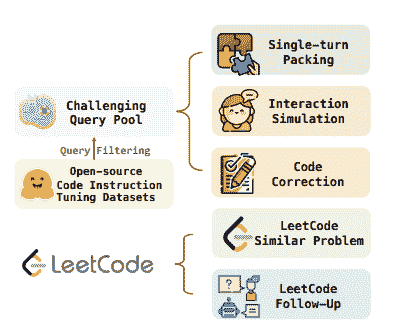 Single-turn
Packing
Challenging
Query Pool
Interaction
Simulation
Query Filtering
Open-source
Code Instruction
Tuning Datasets
Code
Correction
LeetCode
Similar Problem
LeetCode
LeetCode
Follow-Up